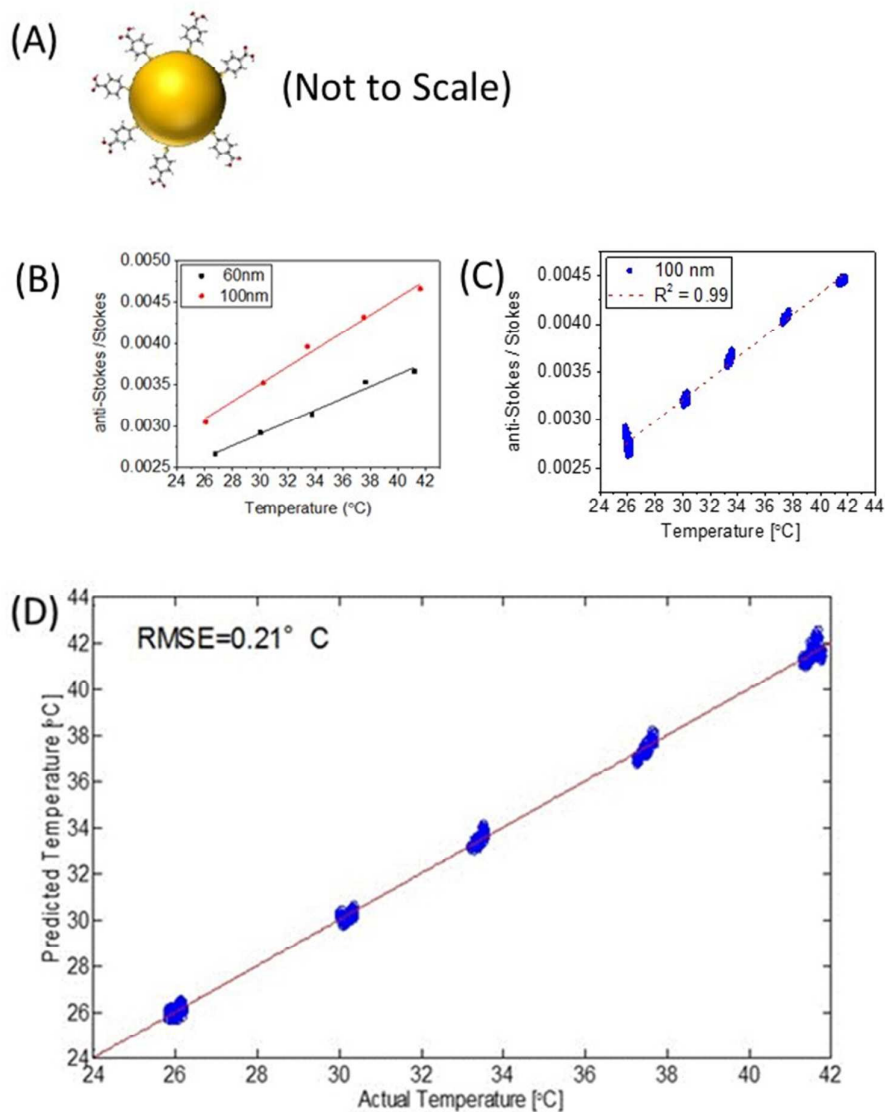 (A)
(Not to Scale)
(B)
0.0050
0.0045
0.0040
0.0035
0.0030
0.0025
anti-Stokes /Stokes
60nm
100nm
24 26 28 30 32 34 36 38 40 42
Temperature (°C)
(C)
0.0045
0.0040
0.0035
0.0030
0.0025
anti-Stokes / Stokes
100 nm
R² = 0.99
24 26 28 30 32 34 36 38 40 42 44
Temperature [°C]
(D)
RMSE=0.21° C
44
42
40
38
36
34
32
30
28
26
24
Predicted Temperature [°C]
24 26 28 30 32 34 36 38 40 42
Actual Temperature [°C]